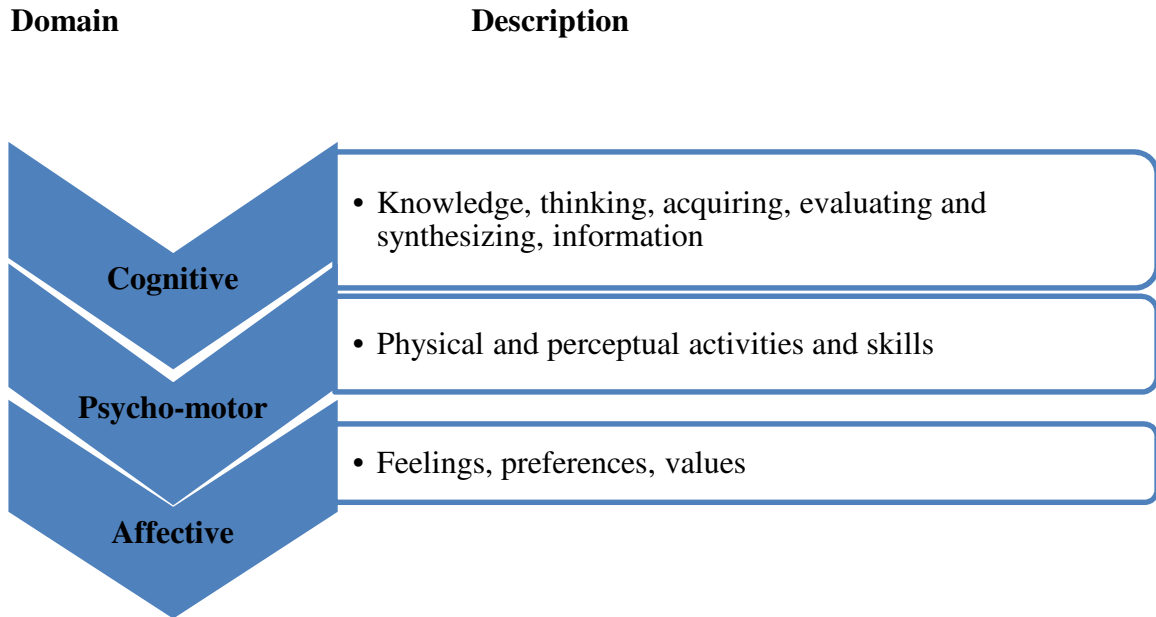 Domain Description
• Knowledge, thinking, acquiring, evaluating and
synthesizing, information
Cognitive
• Physical and perceptual activities and skills
Psycho-motor
• Feelings, preferences, values
Affective